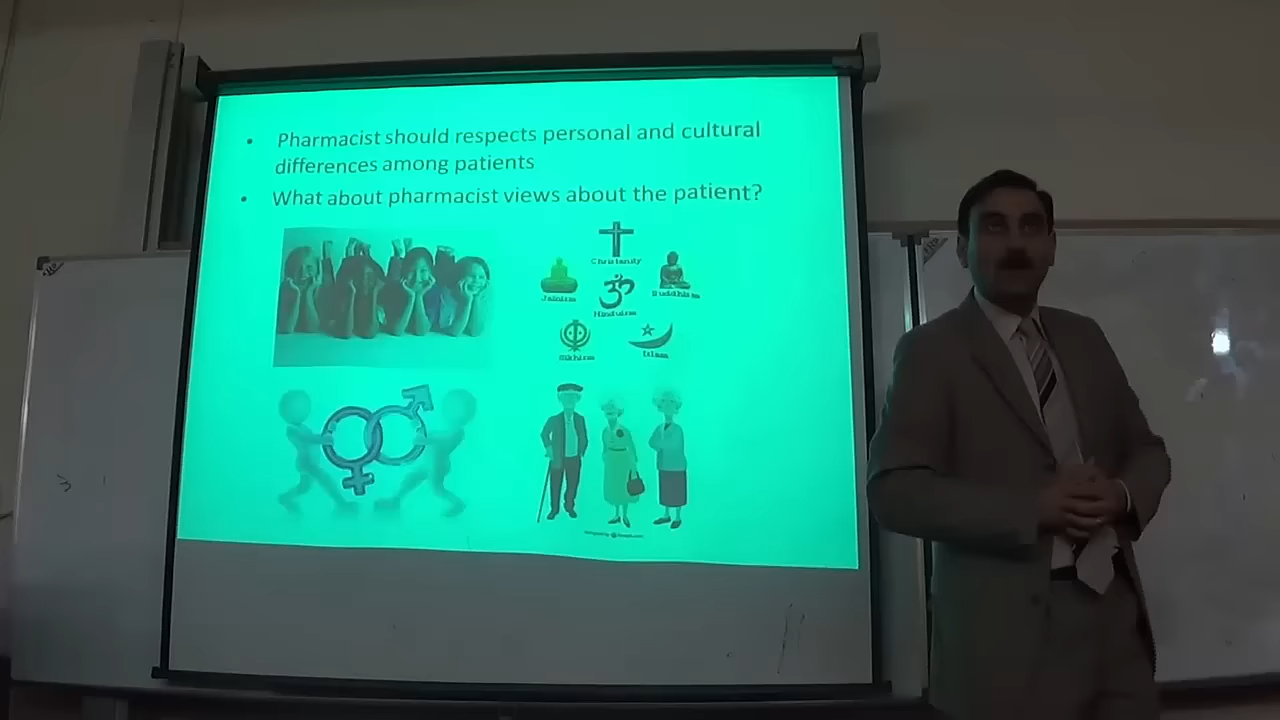 • Pharmacist should respects personal and cultural
differences among patients
• What about pharmacist views about the patient?
Christianity
Jainism
Buddhism
Hinduism
Sikhism
Islam